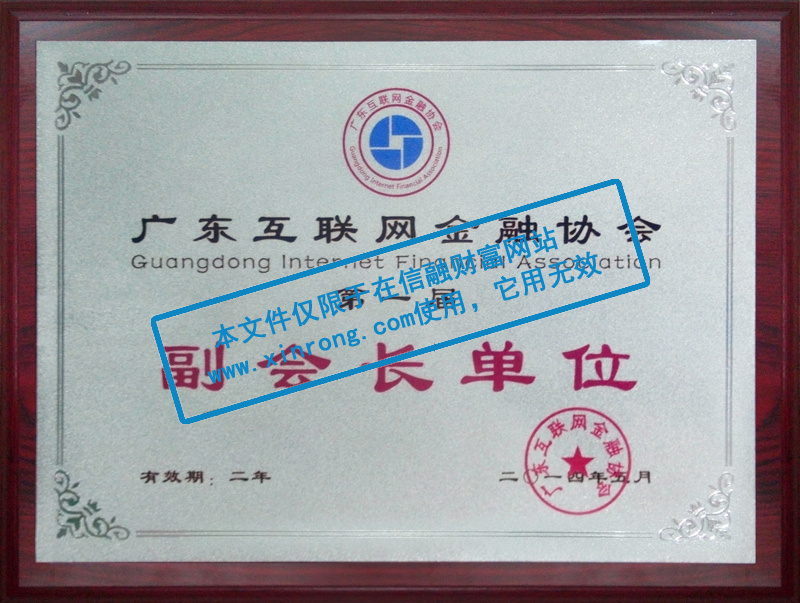 广东互联网金融协会
Guangdong Internet Financial Association
广东互联网金融协会
Guangdong Internet Financial Association
第一届
本文件仅限于在信融财富网站
www.xinrong.com使用，它用无效
副会长单位
有效期：二年
二〇一四年五月
广东互联网金融协会